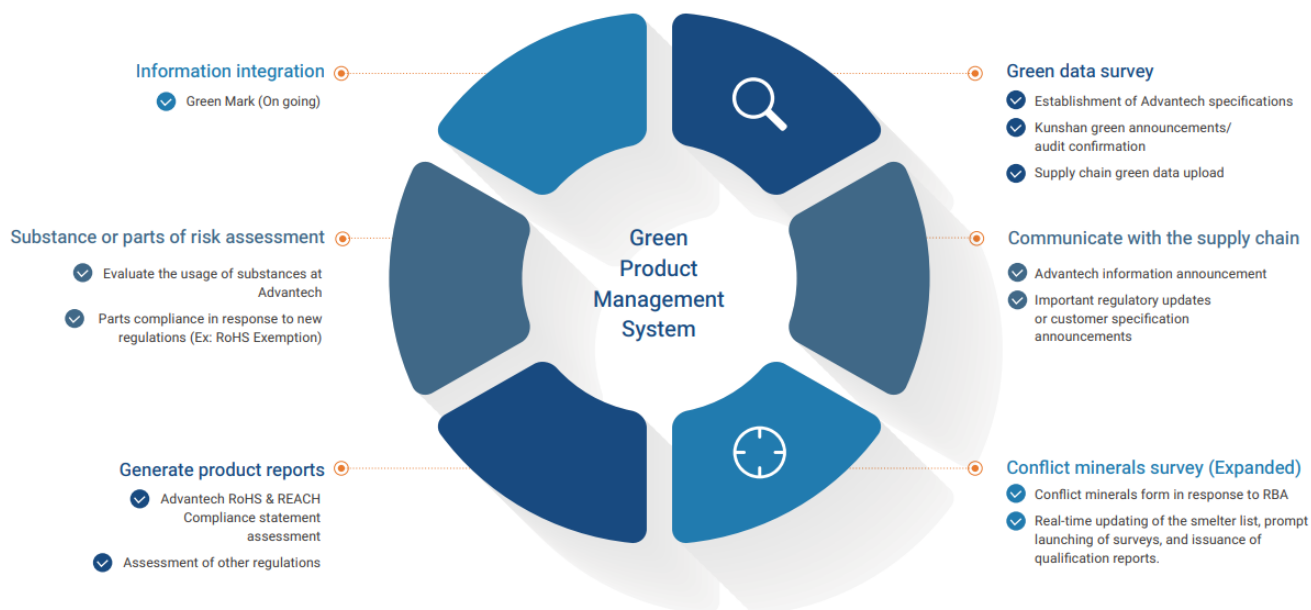 Information integration
Green Mark (On going)
Substance or parts of risk assessment
Evaluate the usage of substances at
Advantech
Parts compliance in response to new
regulations (Ex: RoHS Exemption)
Generate product reports
Advantech RoHS & REACH
Compliance statement
assessment
Assessment of other regulations
Green
Product
Management
System
Green data survey
Establishment of Advantech specifications
Kunshan green announcements/
audit confirmation
Supply chain green data upload
Communicate with the supply chain
Advantech information announcement
Important regulatory updates
or customer specification
announcements
Conflict minerals survey (Expanded)
Conflict minerals form in response to RBA
Real-time updating of the smelter list, prompt
launching of surveys, and issuance of
qualification reports.